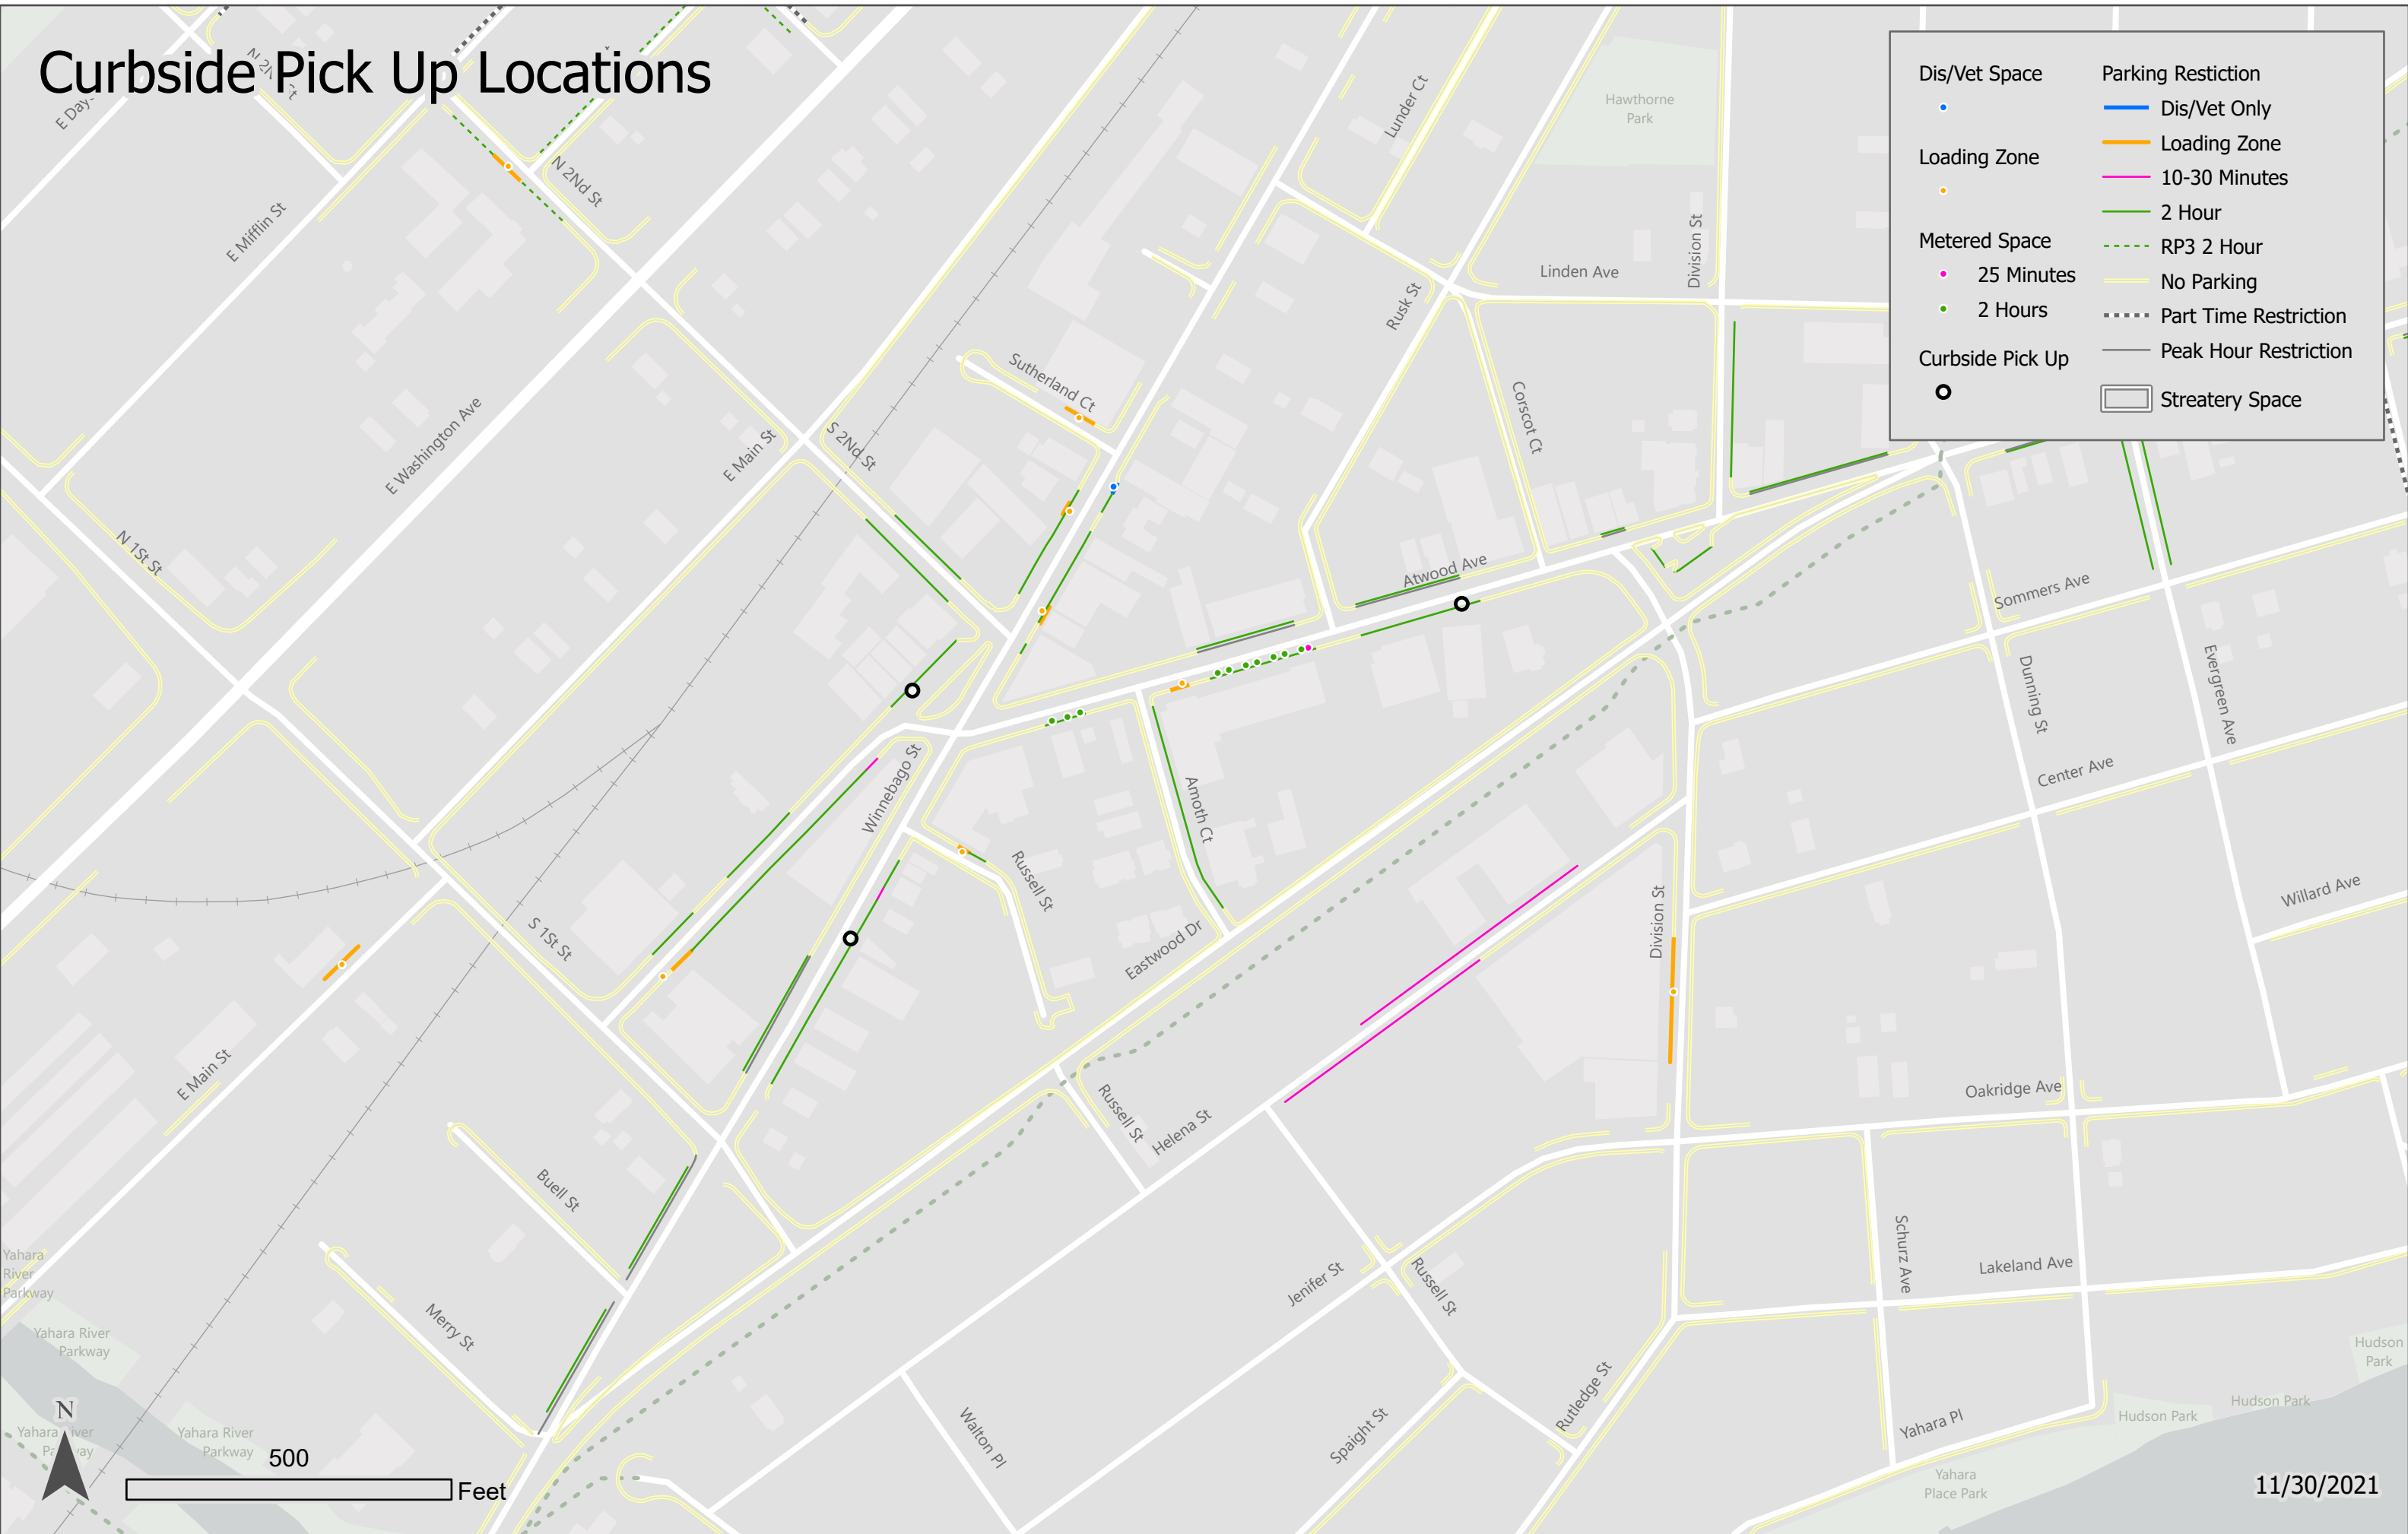 Curbside Pick Up Locations
Dis/Vet Space
Loading Zone
Metered Space
25 Minutes
2 Hours
Curbside Pick Up
Parking Restiction
Dis/Vet Only
Loading Zone
10-30 Minutes
2 Hour
RP3 2 Hour
No Parking
Part Time Restriction
Peak Hour Restriction
Streatery Space
N 2Nd St
E Mifflin St
E Washington Ave
E Main St
S 2Nd St
N 1St St
Sutherland Ct
Lunder Ct
Hawthorne
Park
Division St
Linden Ave
Rusk St
Corscot Ct
Atwood Ave
Sommers Ave
Dunning St
Evergreen Ave
Center Ave
Willard Ave
Winnebago St
Amoth Ct
Russell St
Eastwood Dr
Division St
S 1St St
E Main St
Buell St
Merry St
Russell St
Helena St
Oakridge Ave
Schurz Ave
Lakeland Ave
Jenifer St
Russell St
Rutledge St
Spaight St
Walton Pl
Yahara Pl
Yahara
River
Parkway
Yahara River
Parkway
Yahara River
Parkway
Hudson
Park
Hudson Park
Hudson Park
Yahara
Place Park
N
500
Feet
11/30/2021